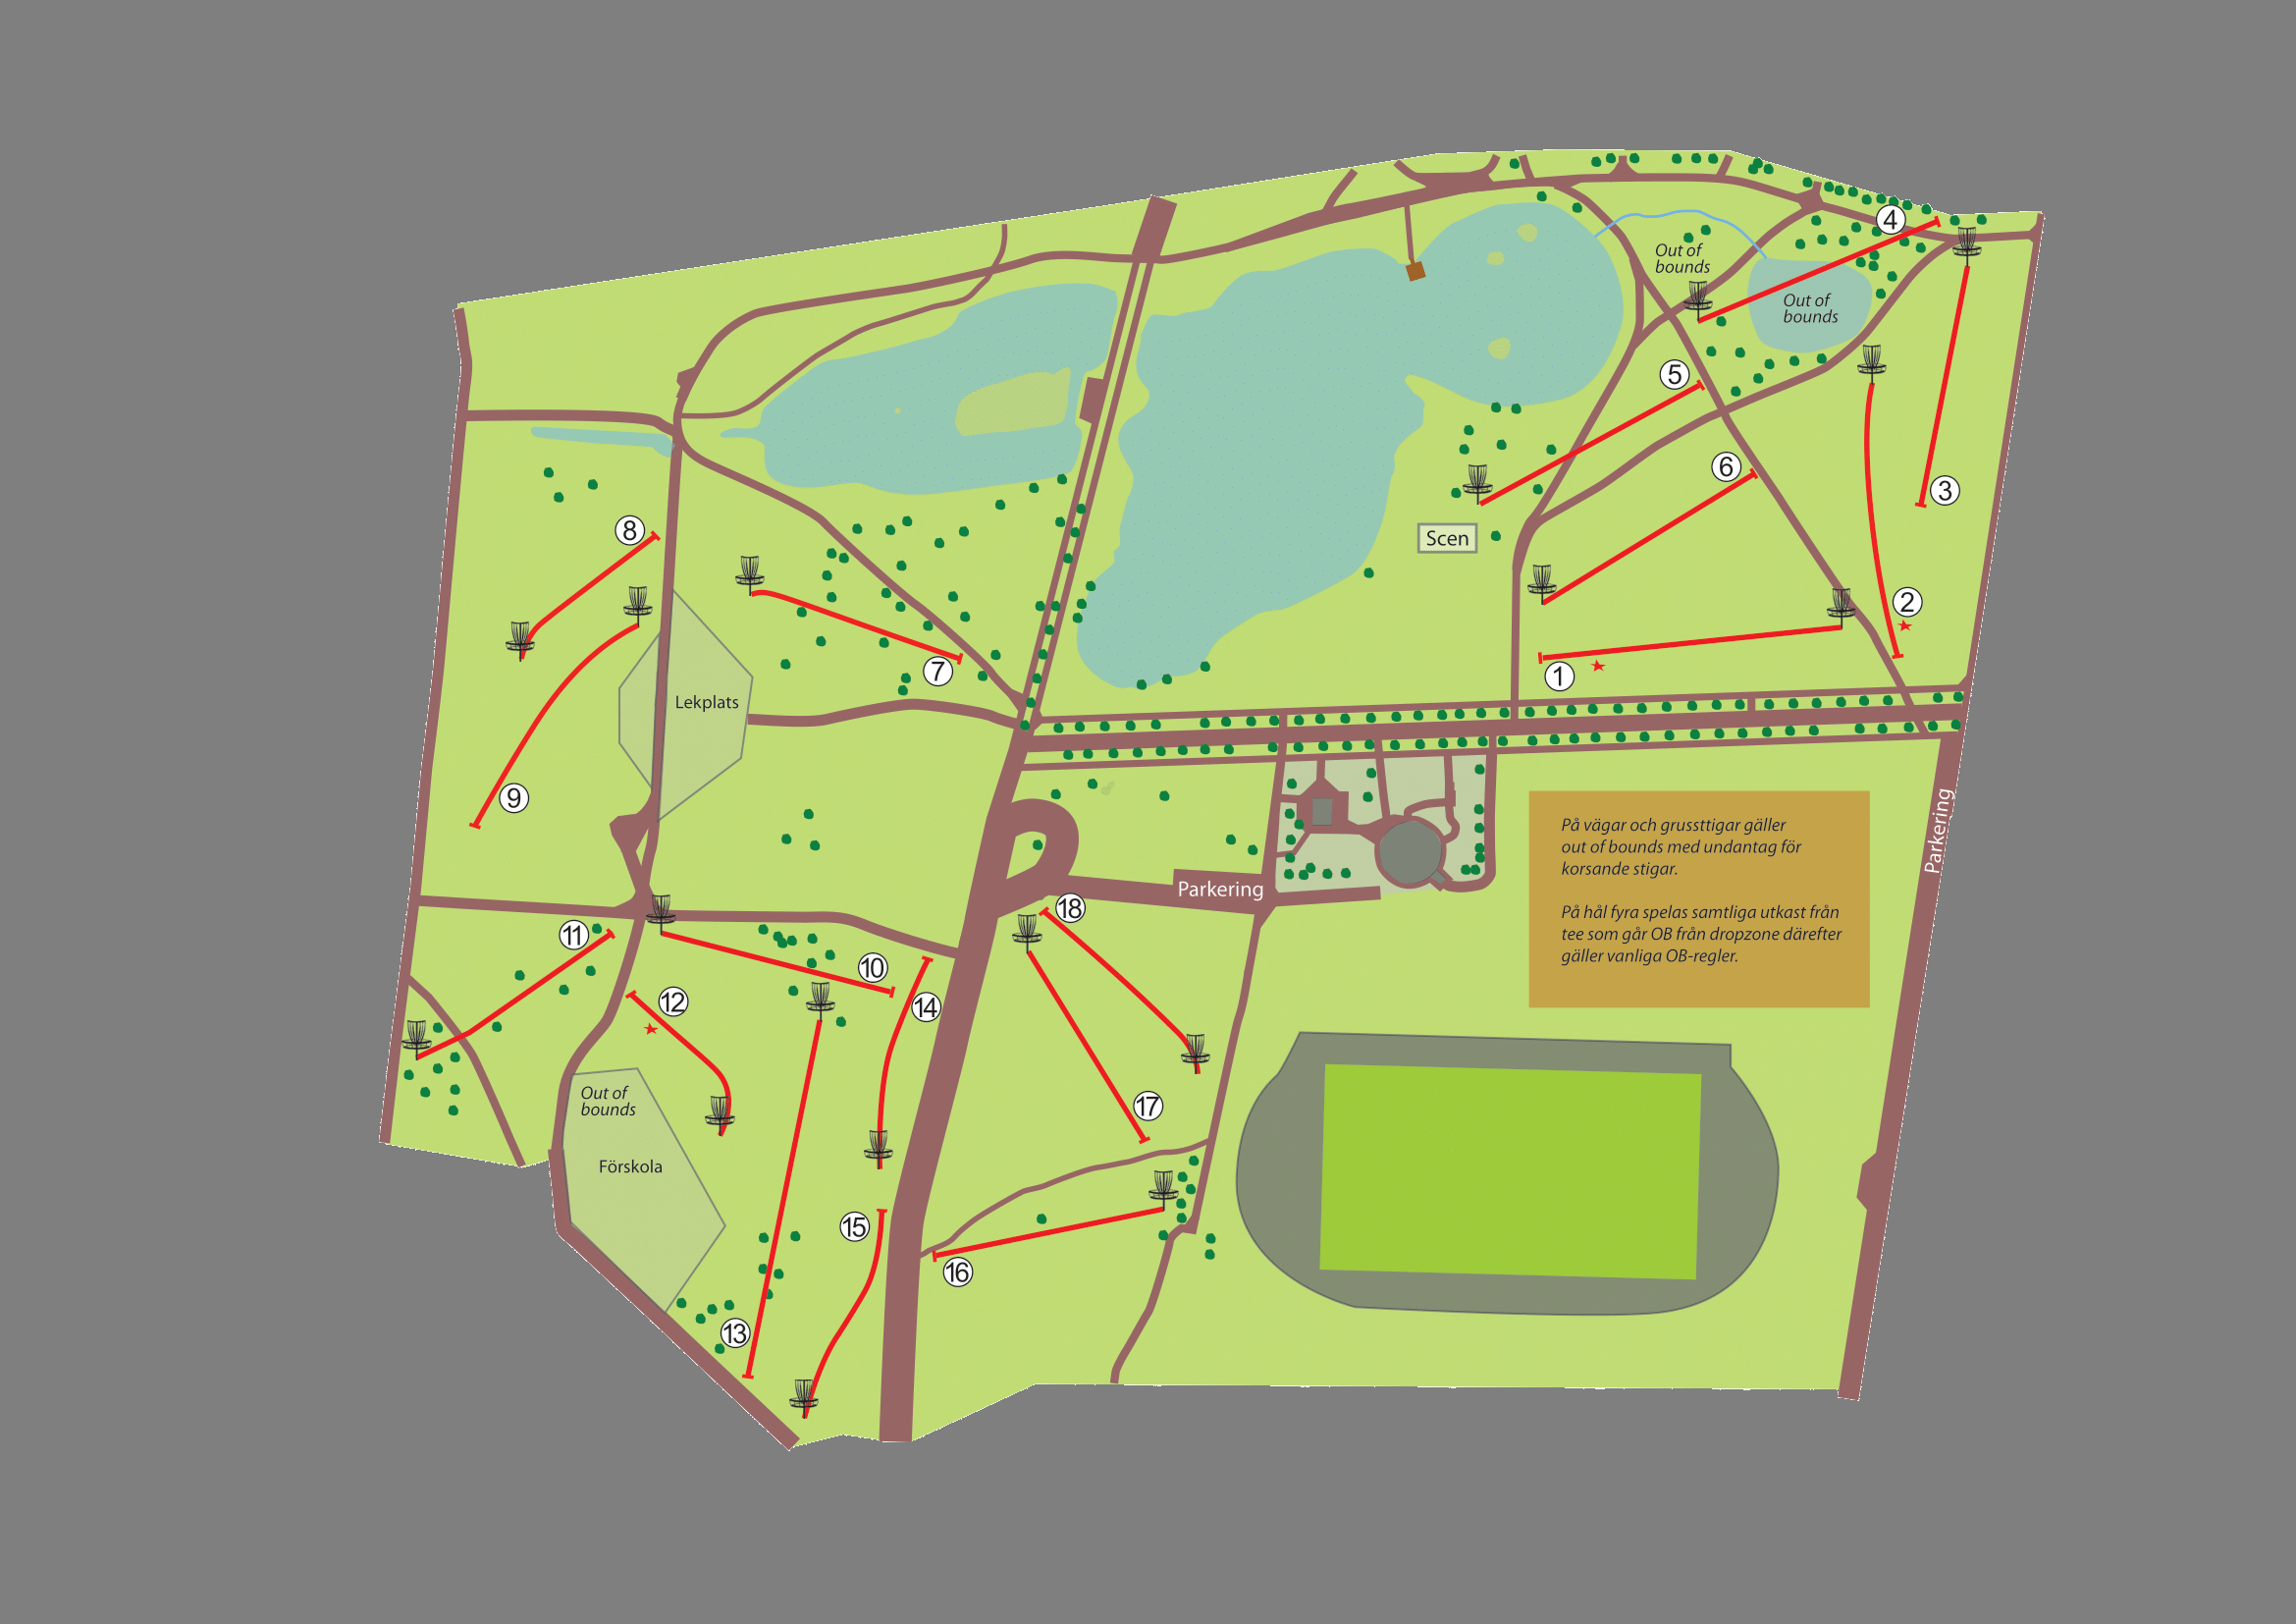 4
Out of
bounds
Out of
bounds
5
6
3
8
Scen
2
7
1
Lekplats
9
På vägar och grussttigar gäller
out of bounds med undantag för
korsande stigar.
På hål fyra spelas samtliga utkast från
tee som går OB från dropzone därefter
gäller vanliga OB-regler.
Parkering
Parkering
18
11
10
12
14
Out of
bounds
17
Förskola
15
16
13